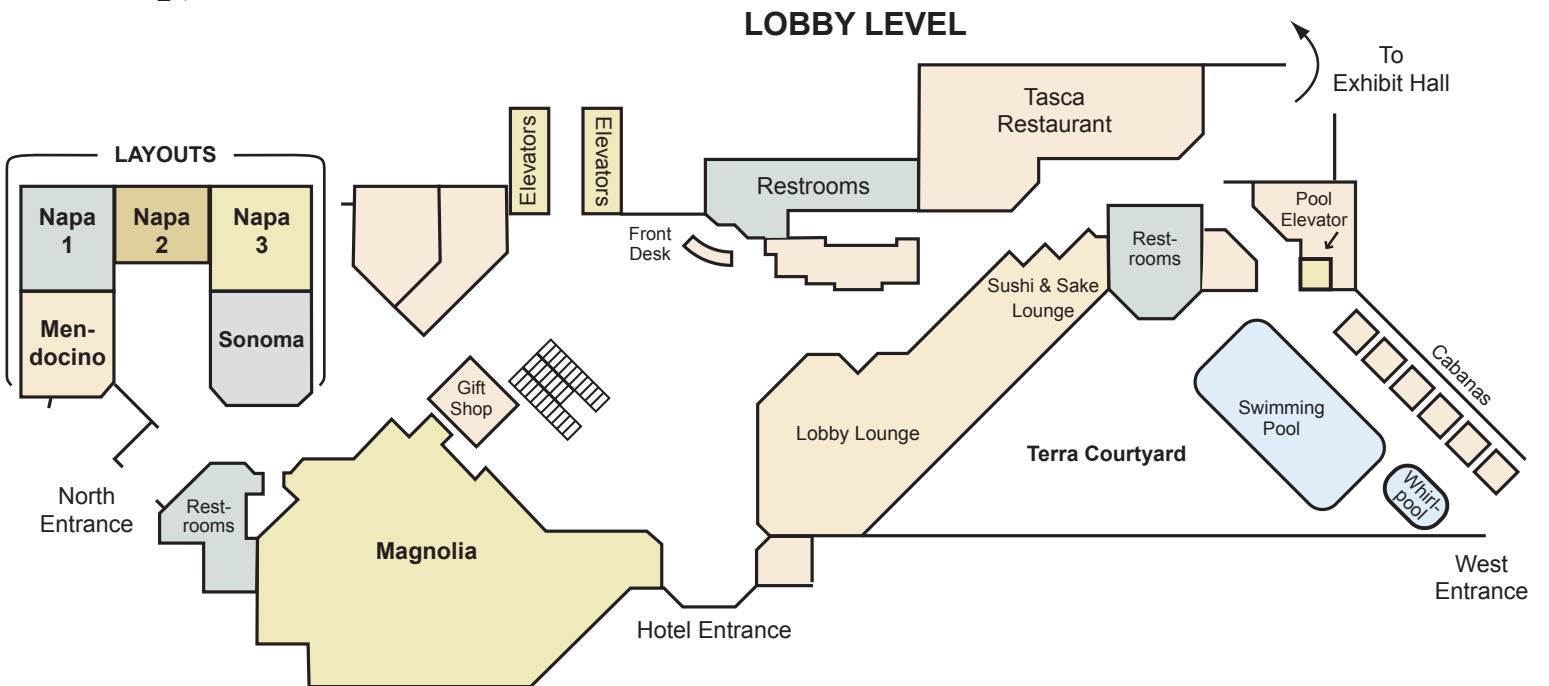 LOBBY LEVEL
To
Exhibit Hall
Tasca
Restaurant
Elevators
Elevators
LAYOUTS
Restrooms
Napa
1
Napa
2
Napa
3
Pool
Elevator
Front
Desk
Rest-
rooms
Sushi & Sake
Lounge
Men-
docino
Sonoma
Cabanas
Gift
Shop
Swimming
Pool
Lobby Lounge
Terra Courtyard
Whirl-
pool
North
Entrance
Rest-
rooms
Magnolia
West
Entrance
Hotel Entrance